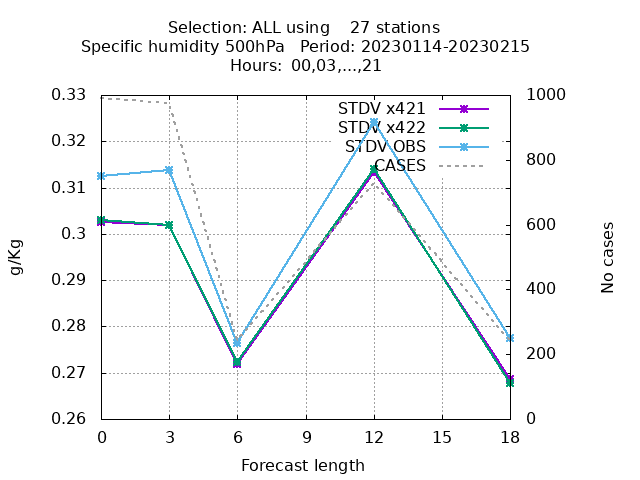 Selection: ALL using    27 stations
Specific humidity 500hPa   Period: 20230114-20230215
Hours:  00,03,...,21
0.33
0.32
0.31
0.3
0.29
0.28
0.27
0.26
g/Kg
STDV x421
STDV x422
STDV OBS
CASES
1000
800
600
400
200
0
No cases
0 3 6 9 12 15 18
Forecast length